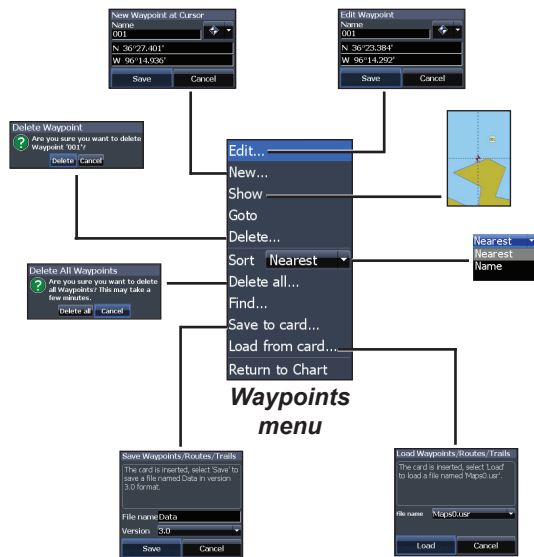 New Waypoint at Cursor
Name
001
N 36°27.401'
W 96°14.936'
Save Cancel
Edit Waypoint
Name
001
N 36°23.384'
W 96°14.292'
Save Cancel
Delete Waypoint
Are you sure you want to delete
Waypoint '001'?
Delete Cancel
Edit...
New...
Show
Goto
Delete...
Sort Nearest
Delete all...
Find...
Save to card...
Load from card...
Return to Chart
Nearest
Nearest
Name
Delete All Waypoints
Are you sure you want to delete
all Waypoints? This may take a
few minutes.
Delete all Cancel
Waypoints
menu
Save Waypoints/Routes/Trails
The card is inserted, select 'Save' to
save a file named Data in version
3.0 format.
File name Data
Version 3.0
Save Cancel
Load Waypoints/Routes/Trails
The card is inserted, select 'Load'
to load a file named 'Maps0.usr'.
file name Maps0.usr
Load Cancel